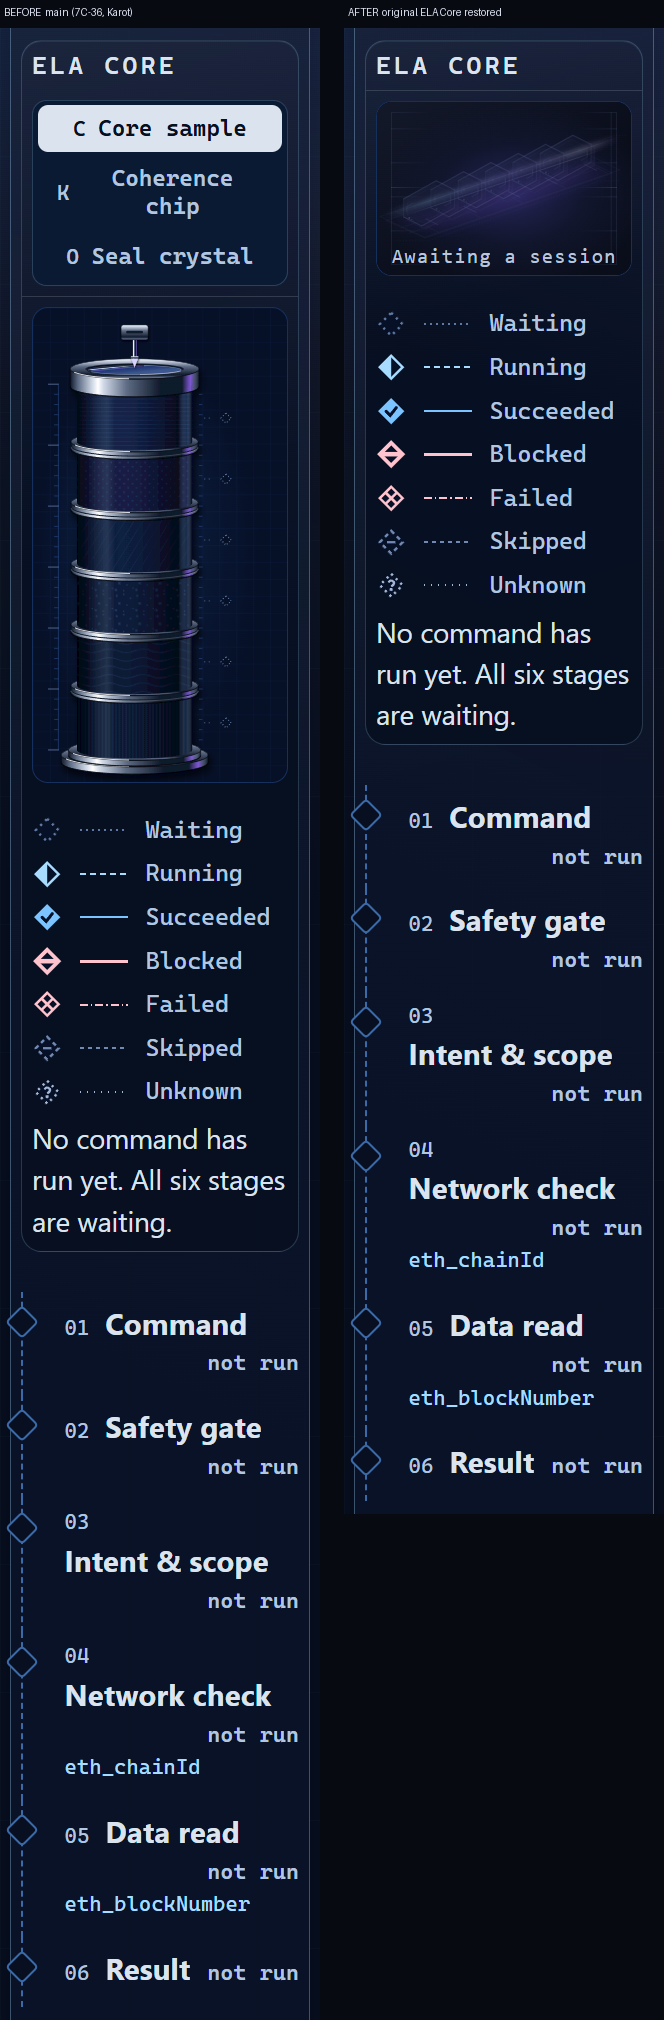 BEFORE main (7C-36, Karot)
ELA CORE
C Core sample
K Coherence
chip
O Seal crystal
Waiting
Running
Succeeded
Blocked
Failed
Skipped
Unknown
No command has
run yet. All six stages
are waiting.
01 Command
not run
02 Safety gate
not run
03
Intent & scope
not run
04
Network check
not run
eth_chainId
05 Data read
not run
eth_blockNumber
06 Result not run
AFTER original ELACore restored
ELA CORE
Awaiting a session
Waiting
Running
Succeeded
Blocked
Failed
Skipped
Unknown
No command has
run yet. All six stages
are waiting.
01 Command
not run
02 Safety gate
not run
03
Intent & scope
not run
04
Network check
not run
eth_chainId
05 Data read
not run
eth_blockNumber
06 Result not run